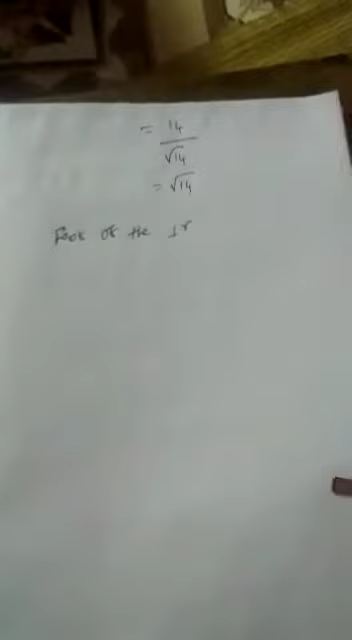 = 14/√14
= √14
Foot of the ⊥r